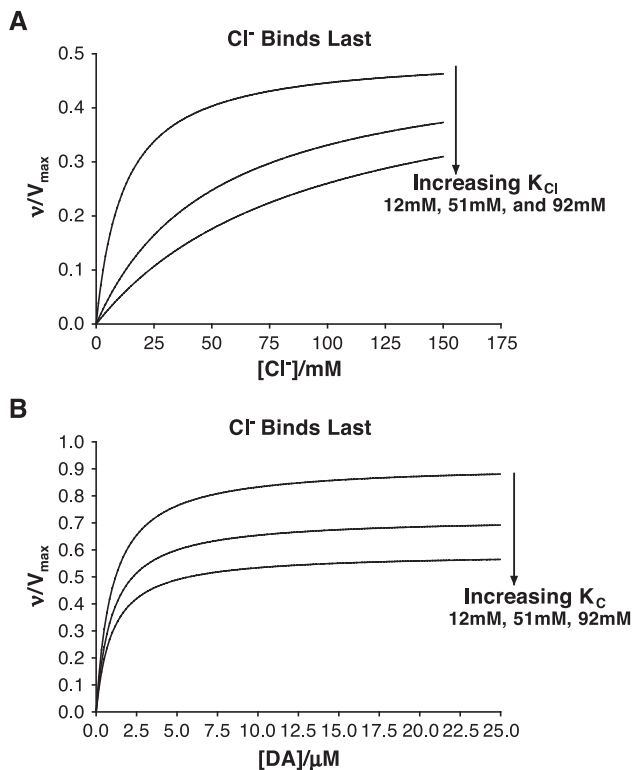 A
Cl⁻ Binds Last
0.5
0.4
0.3
0.2
0.1
0.0
ν/Vmax
Increasing KCl
12mM, 51mM, and 92mM
0 25 50 75 100 125 150 175
[Cl⁻]/mM
B
Cl⁻ Binds Last
1.0
0.9
0.8
0.7
0.6
0.5
0.4
0.3
0.2
0.1
0.0
ν/Vmax
Increasing KC
12mM, 51mM, 92mM
0.0 2.5 5.0 7.5 10.0 12.5 15.0 17.5 20.0 22.5 25.0
[DA]/μM